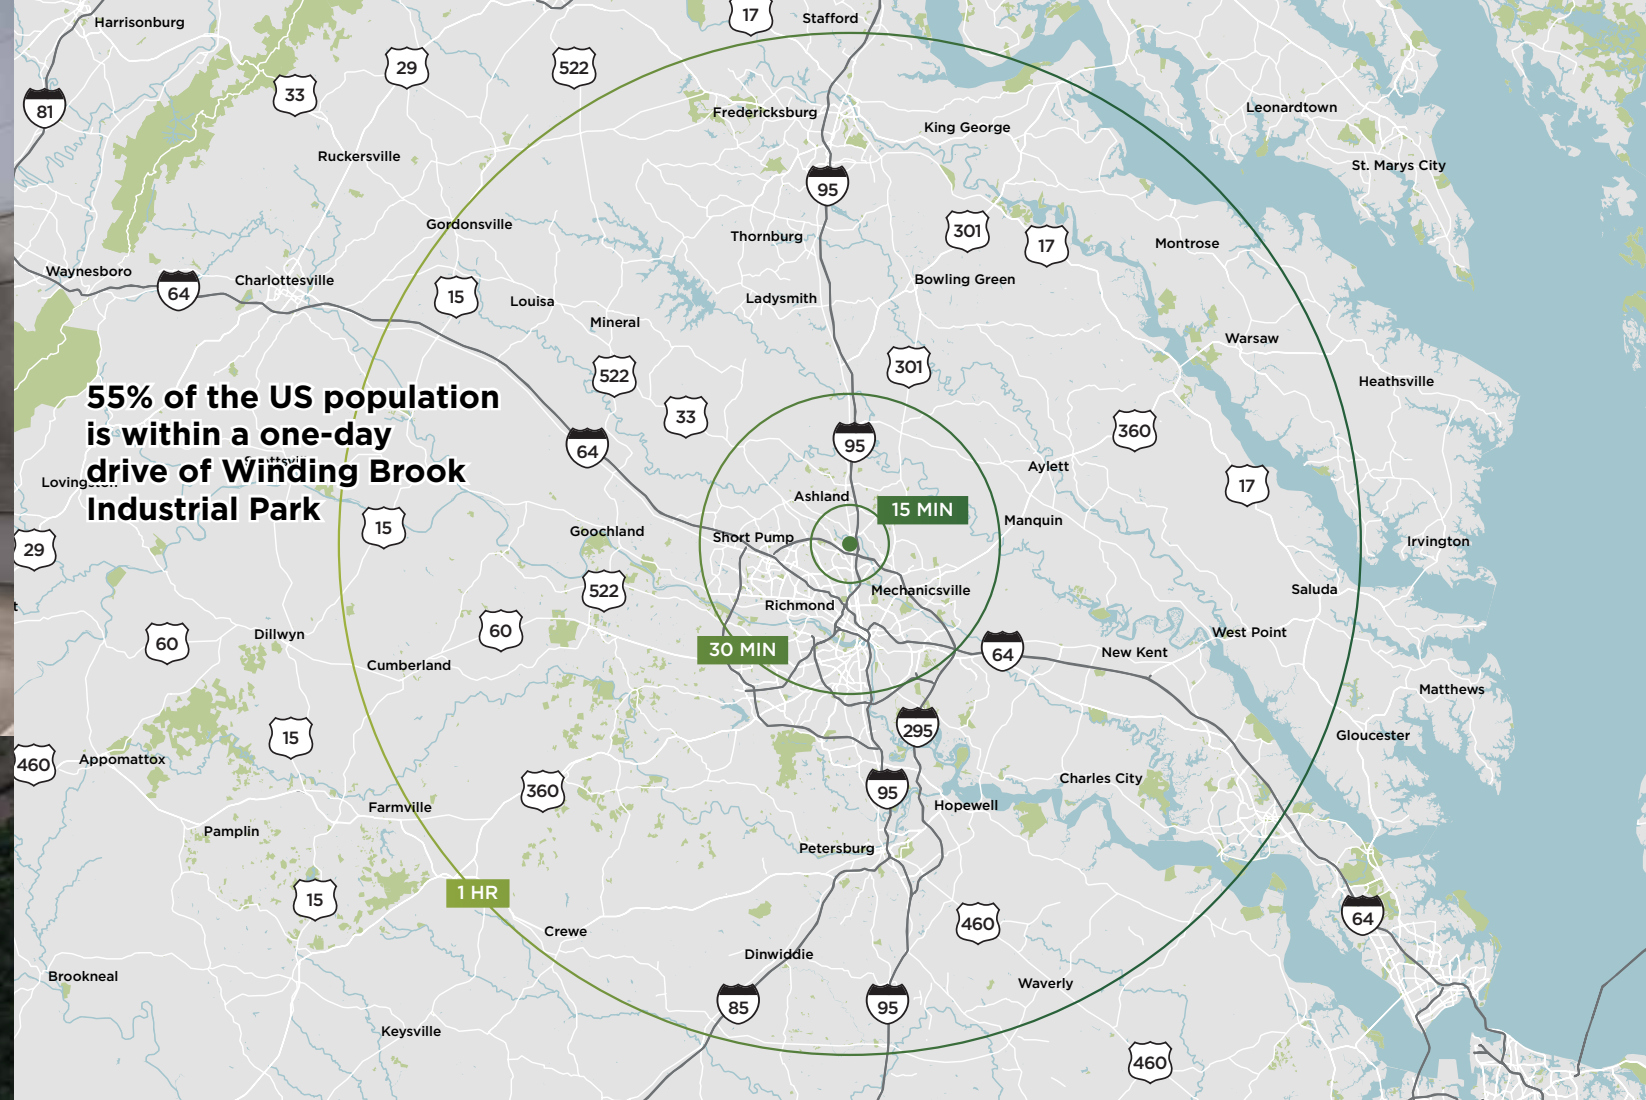 Harrisonburg
17
Stafford
29
522
33
81
Fredericksburg
King George
Leonardtown
Ruckersville
St. Marys City
95
Gordonsville
Thornburg
301
17
Montrose
Waynesboro
64
Charlottesville
15
Louisa
Ladysmith
Bowling Green
Mineral
Warsaw
522
301
Heathsville
55% of the US population
is within a one-day
drive of Winding Brook
Industrial Park
33
64
95
360
Aylett
17
Ashland
15 MIN
Manquin
15
Goochland
Short Pump
29
Irvington
522
Mechanicsville
Saluda
Richmond
60
Dillwyn
60
West Point
30 MIN
64
New Kent
Cumberland
Matthews
15
295
Gloucester
460
Appomattox
Charles City
360
95
Farmville
Hopewell
Pamplin
Petersburg
1 HR
15
64
460
Crewe
Dinwiddie
Brookneal
Waverly
85
95
Keysville
460